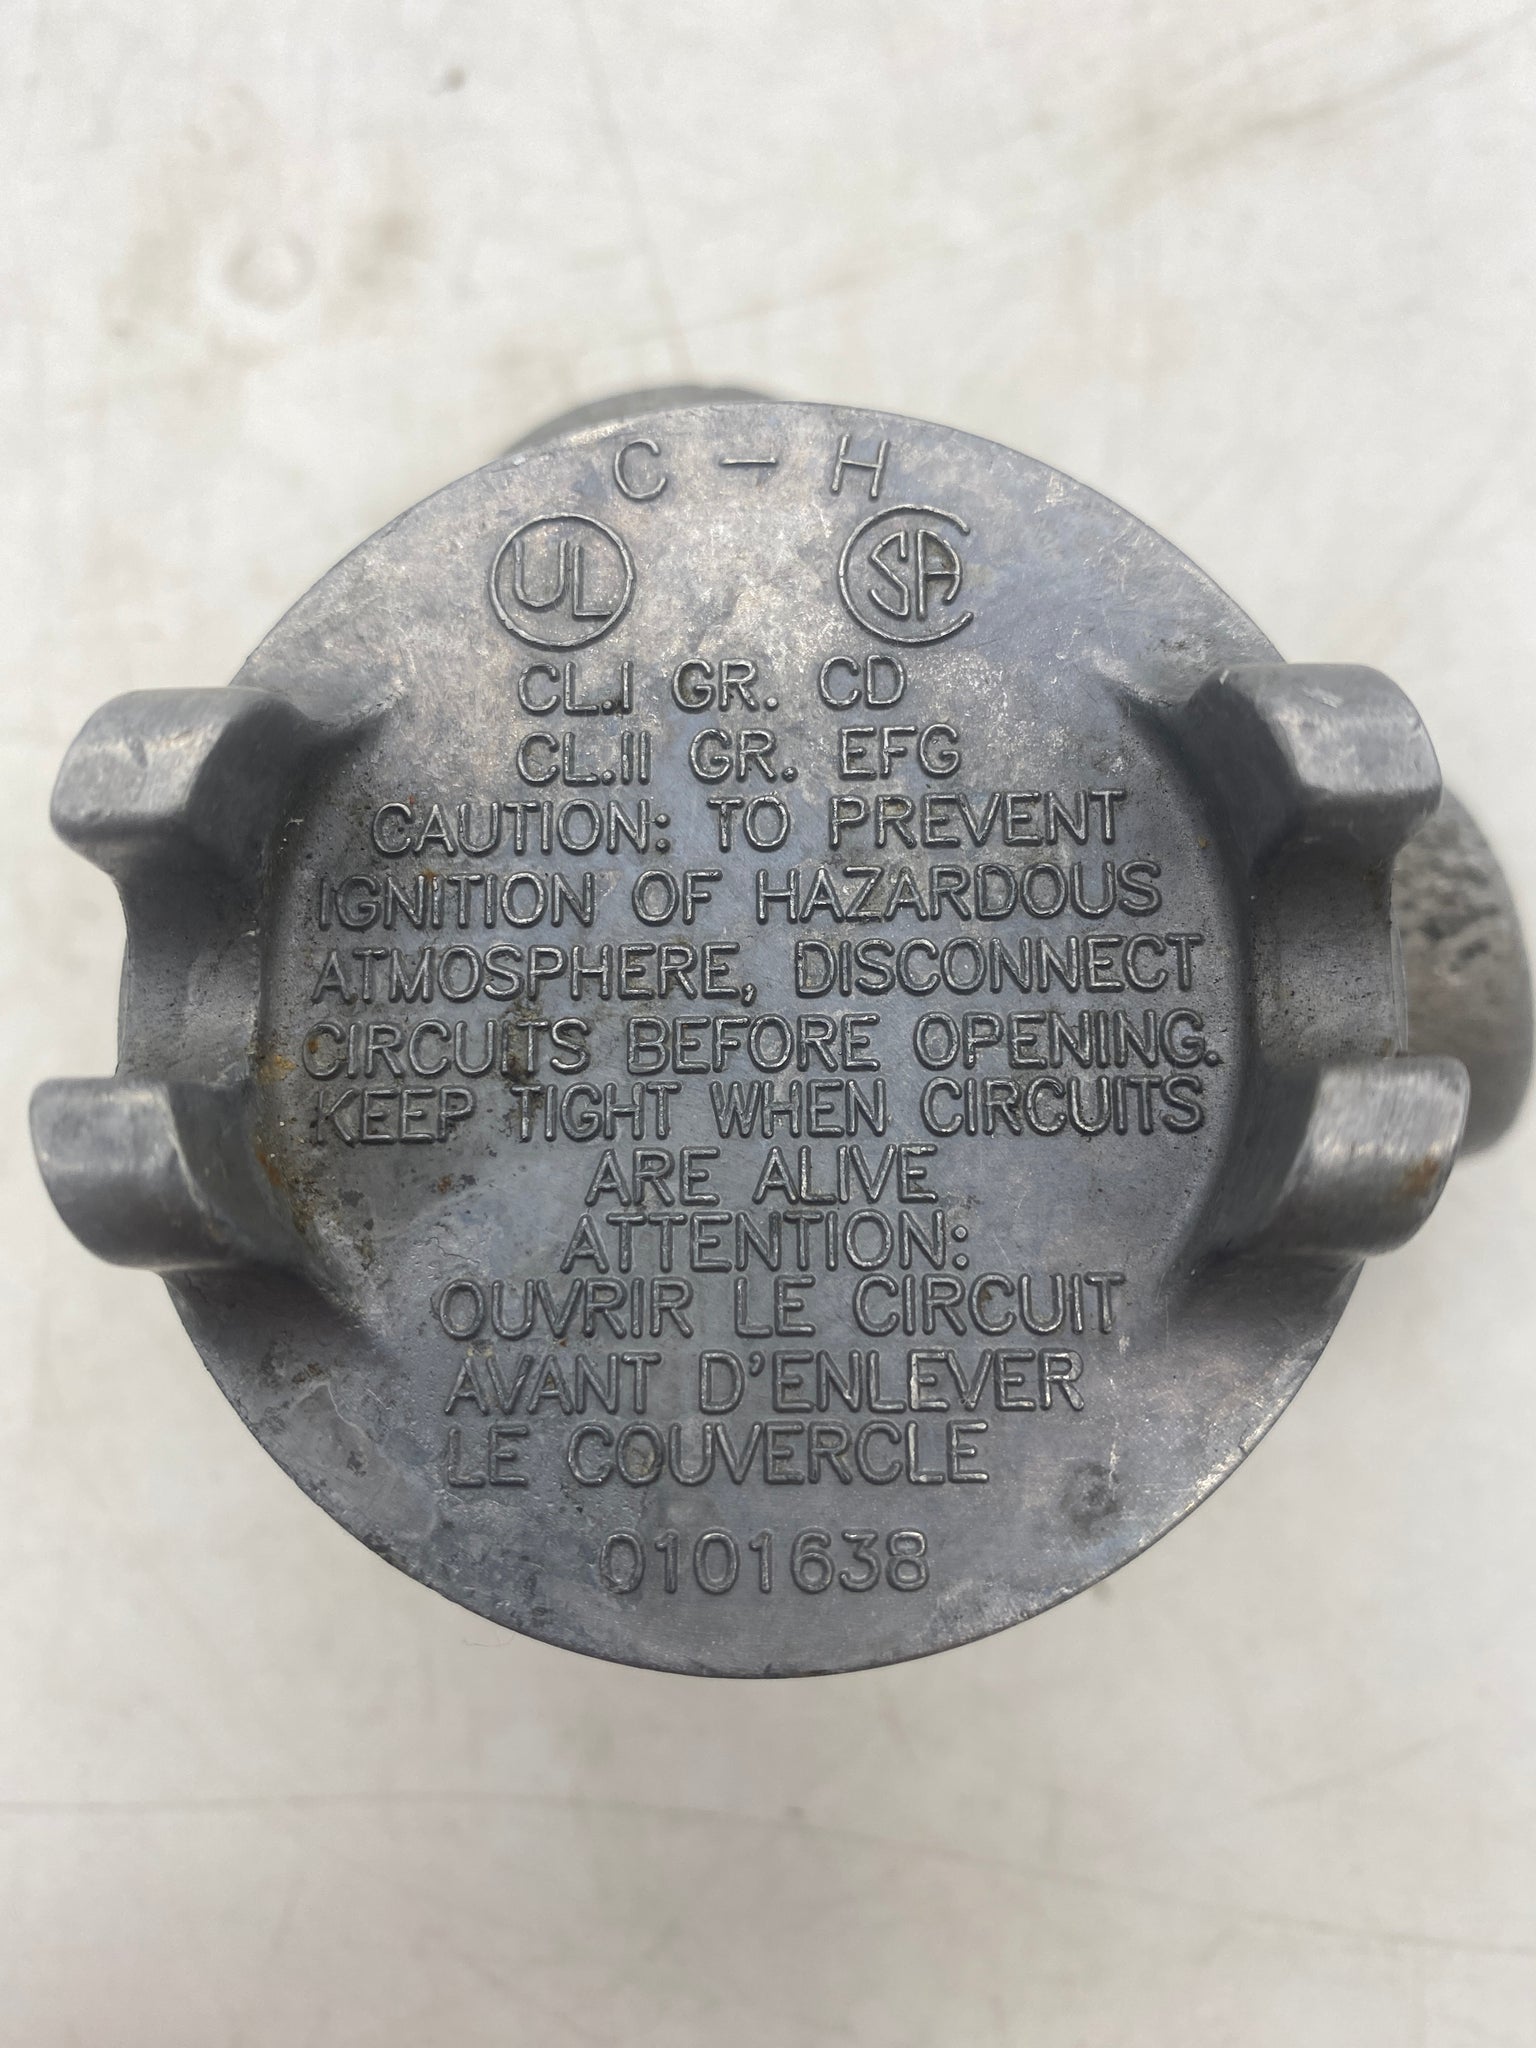 C - H
UL SA
CL.I GR. CD
CL.II GR. EFG
CAUTION: TO PREVENT
IGNITION OF HAZARDOUS
ATMOSPHERE, DISCONNECT
CIRCUITS BEFORE OPENING.
KEEP TIGHT WHEN CIRCUITS
ARE ALIVE
ATTENTION:
OUVRIR LE CIRCUIT
AVANT D'ENLEVER
LE COUVERCLE
0101638